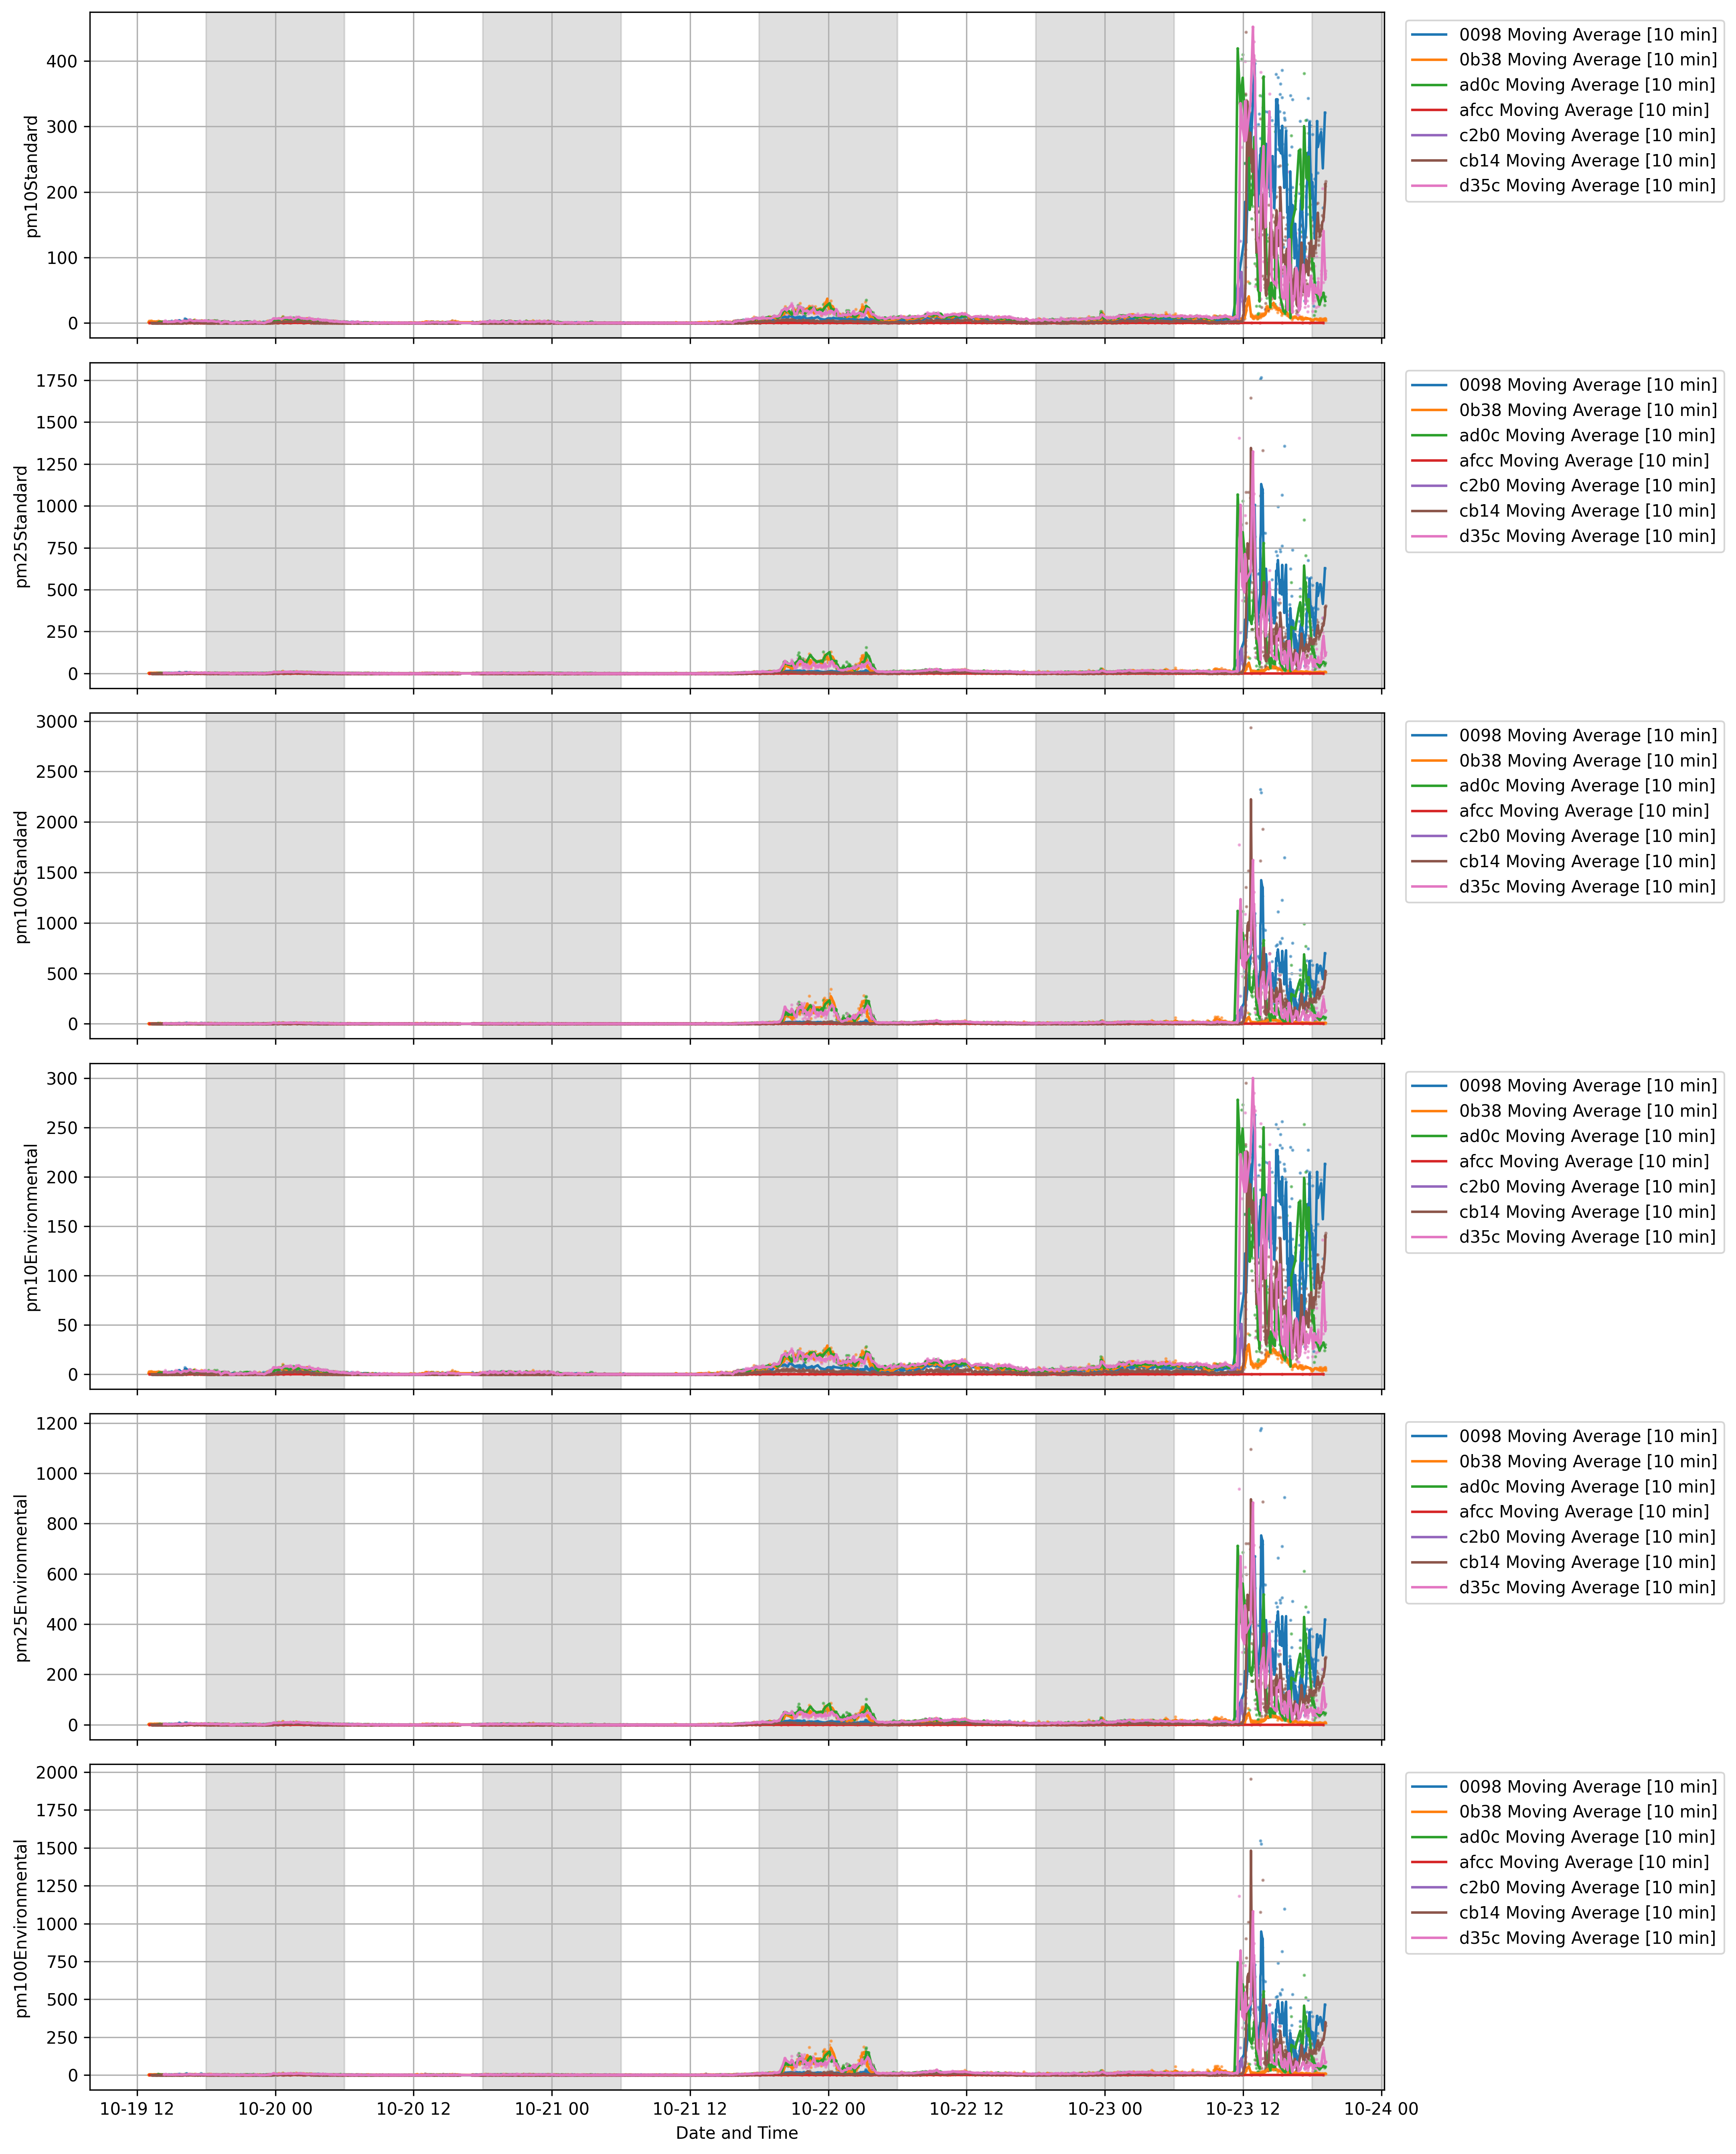 pm10Standard
400
300
200
100
0
0098 Moving Average [10 min]
0b38 Moving Average [10 min]
ad0c Moving Average [10 min]
afcc Moving Average [10 min]
c2b0 Moving Average [10 min]
cb14 Moving Average [10 min]
d35c Moving Average [10 min]
pm25Standard
1750
1500
1250
1000
750
500
250
0
0098 Moving Average [10 min]
0b38 Moving Average [10 min]
ad0c Moving Average [10 min]
afcc Moving Average [10 min]
c2b0 Moving Average [10 min]
cb14 Moving Average [10 min]
d35c Moving Average [10 min]
pm100Standard
3000
2500
2000
1500
1000
500
0
0098 Moving Average [10 min]
0b38 Moving Average [10 min]
ad0c Moving Average [10 min]
afcc Moving Average [10 min]
c2b0 Moving Average [10 min]
cb14 Moving Average [10 min]
d35c Moving Average [10 min]
pm10Environmental
300
250
200
150
100
50
0
0098 Moving Average [10 min]
0b38 Moving Average [10 min]
ad0c Moving Average [10 min]
afcc Moving Average [10 min]
c2b0 Moving Average [10 min]
cb14 Moving Average [10 min]
d35c Moving Average [10 min]
pm25Environmental
1200
1000
800
600
400
200
0
0098 Moving Average [10 min]
0b38 Moving Average [10 min]
ad0c Moving Average [10 min]
afcc Moving Average [10 min]
c2b0 Moving Average [10 min]
cb14 Moving Average [10 min]
d35c Moving Average [10 min]
pm100Environmental
2000
1750
1500
1250
1000
750
500
250
0
0098 Moving Average [10 min]
0b38 Moving Average [10 min]
ad0c Moving Average [10 min]
afcc Moving Average [10 min]
c2b0 Moving Average [10 min]
cb14 Moving Average [10 min]
d35c Moving Average [10 min]
10-19 12 10-20 00 10-20 12 10-21 00 10-21 12 10-22 00 10-22 12 10-23 00 10-23 12 10-24 00
Date and Time